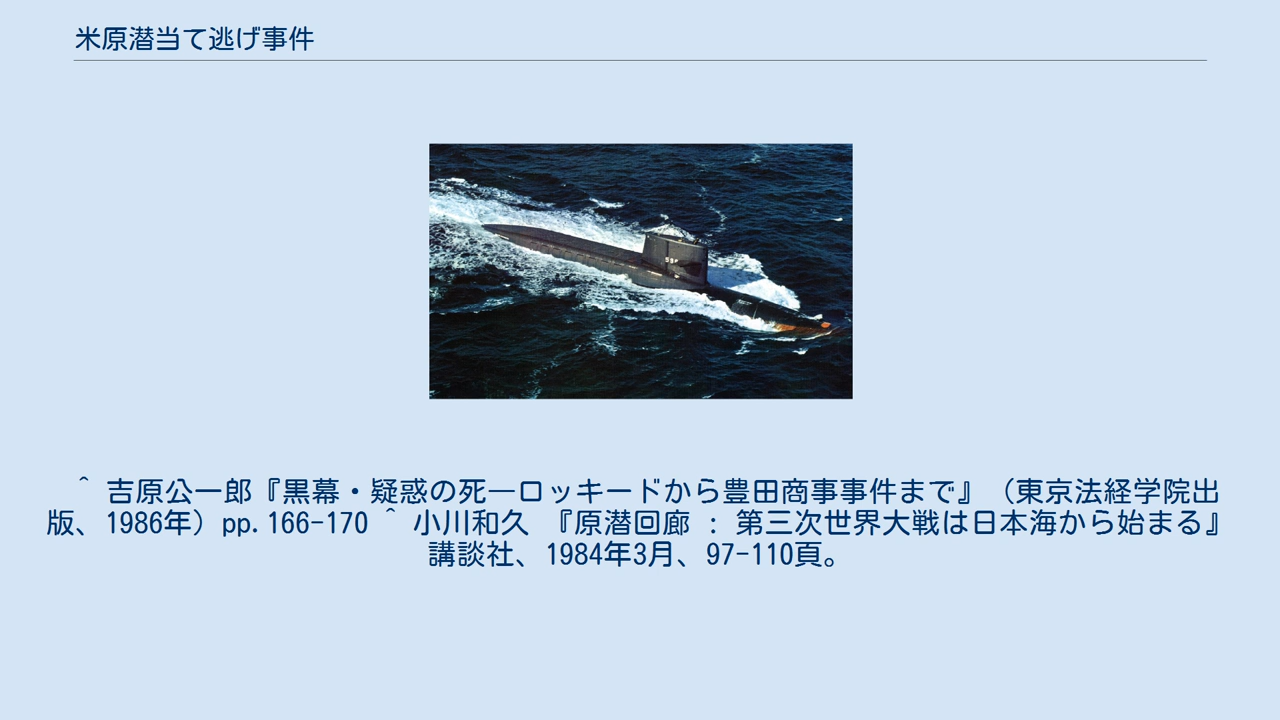 米原潜当て逃げ事件
^ 吉原公一郎『黒幕・疑惑の死―ロッキードから豊田商事事件まで』（東京法経学院出
版、1986年）pp.166-170 ^ 小川和久 『原潜回廊 : 第三次世界大戦は日本海から始まる』
講談社、1984年3月、97-110頁。